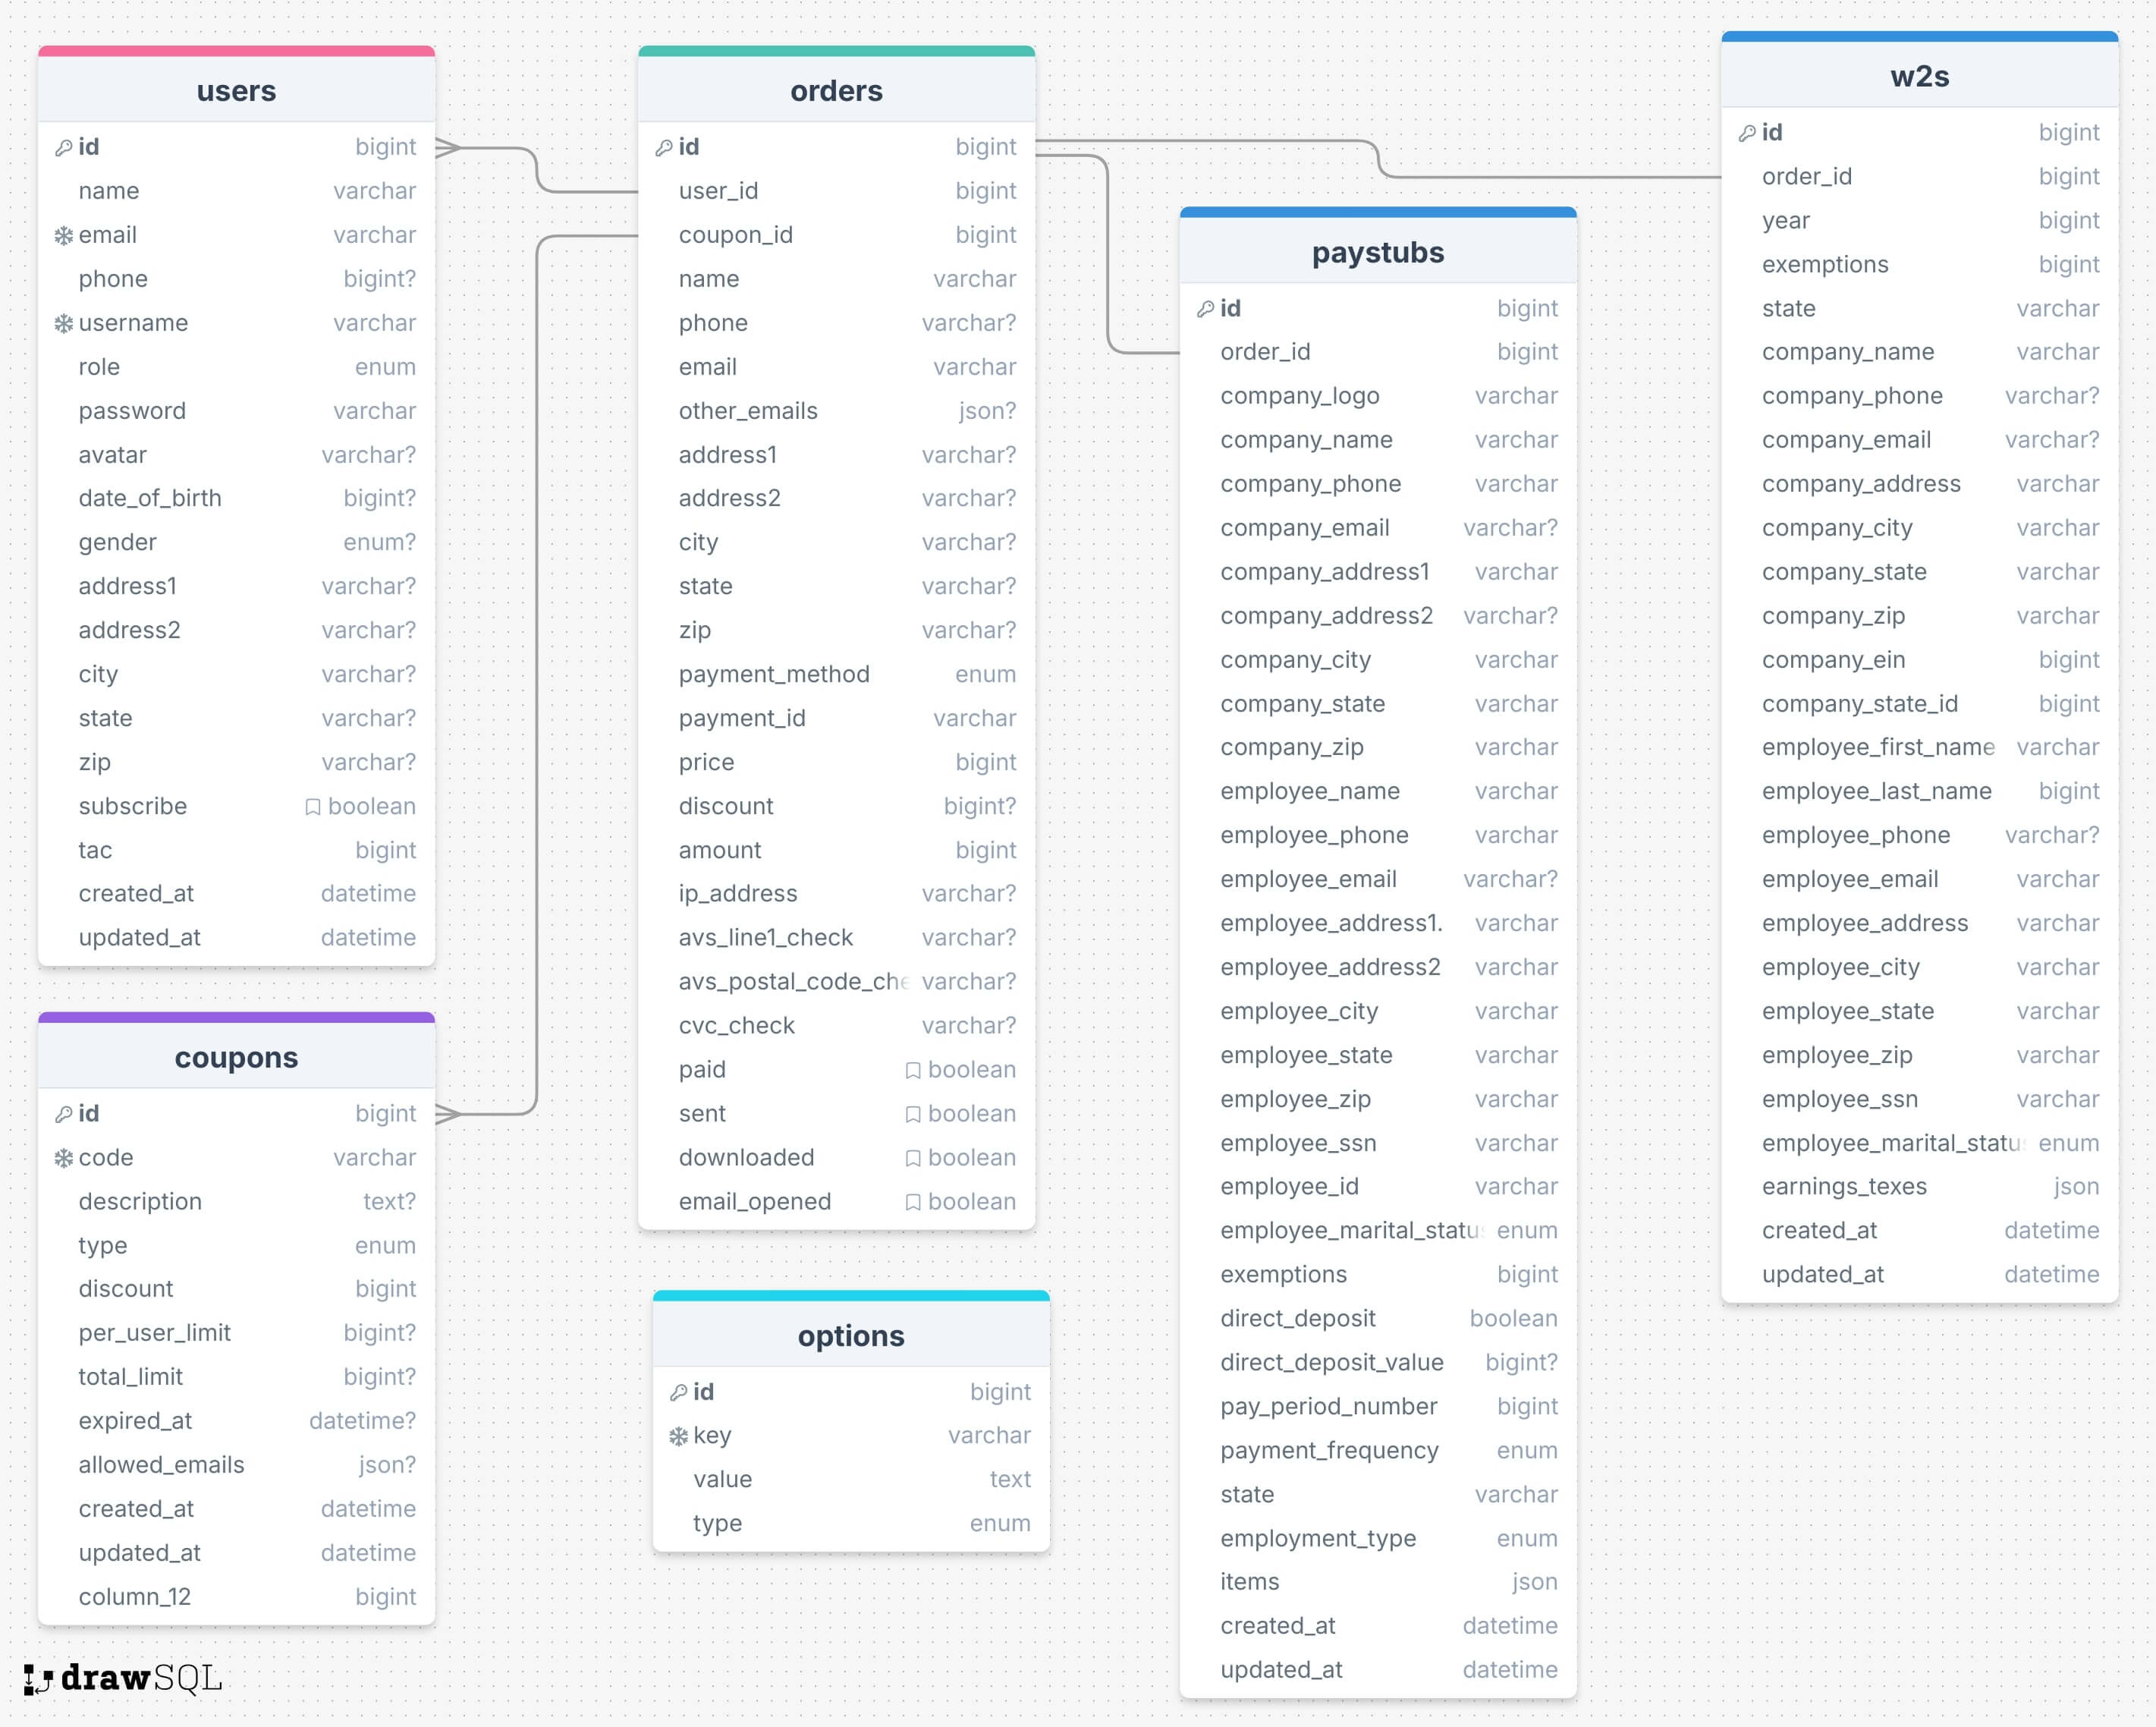 users
id bigint
name varchar
email varchar
phone bigint?
username varchar
role enum
password varchar
avatar varchar?
date_of_birth bigint?
gender enum?
address1 varchar?
address2 varchar?
city varchar?
state varchar?
zip varchar?
subscribe boolean
tac bigint
created_at datetime
updated_at datetime
coupons
id bigint
code varchar
description text?
type enum
discount bigint
per_user_limit bigint?
total_limit bigint?
expired_at datetime?
allowed_emails json?
created_at datetime
updated_at datetime
column_12 bigint
orders
id bigint
user_id bigint
coupon_id bigint
name varchar
phone varchar?
email varchar
other_emails json?
address1 varchar?
address2 varchar?
city varchar?
state varchar?
zip varchar?
payment_method enum
payment_id varchar
price bigint
discount bigint?
amount bigint
ip_address varchar?
avs_line1_check varchar?
avs_postal_code_che varchar?
cvc_check varchar?
paid boolean
sent boolean
downloaded boolean
email_opened boolean
options
id bigint
key varchar
value text
type enum
paystubs
id bigint
order_id bigint
company_logo varchar
company_name varchar
company_phone varchar
company_email varchar?
company_address1 varchar
company_address2 varchar?
company_city varchar
company_state varchar
company_zip varchar
employee_name varchar
employee_phone varchar
employee_email varchar?
employee_address1. varchar
employee_address2 varchar
employee_city varchar
employee_state varchar
employee_zip varchar
employee_ssn varchar
employee_id varchar
employee_marital_statu enum
exemptions bigint
direct_deposit boolean
direct_deposit_value bigint?
pay_period_number bigint
payment_frequency enum
state varchar
employment_type enum
items json
created_at datetime
updated_at datetime
w2s
id bigint
order_id bigint
year bigint
exemptions bigint
state varchar
company_name varchar
company_phone varchar?
company_email varchar?
company_address varchar
company_city varchar
company_state varchar
company_zip varchar
company_ein bigint
company_state_id bigint
employee_first_name varchar
employee_last_name bigint
employee_phone varchar?
employee_email varchar
employee_address varchar
employee_city varchar
employee_state varchar
employee_zip varchar
employee_ssn varchar
employee_marital_statu enum
earnings_texes json
created_at datetime
updated_at datetime
drawSQL